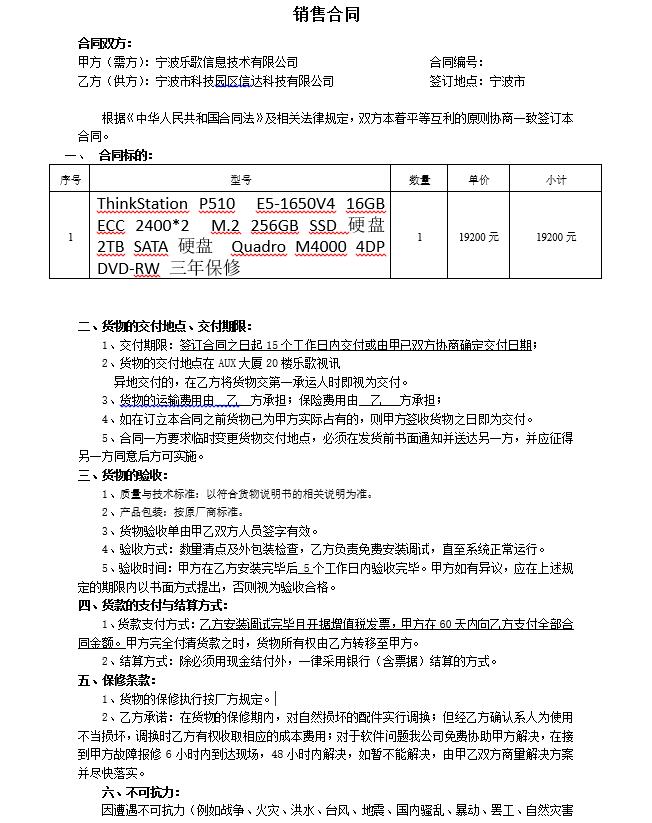 销售合同
合同双方：
甲方（需方）：宁波乐歌信息技术有限公司 合同编号：
乙方（供方）：宁波市科技园区信达科技有限公司 签订地点：宁波市
根据《中华人民共和国合同法》及相关法律规定，双方本着平等互利的原则协商一致签订本
合同。
一、 合同标的：
序号 型号 数量 单价 小计
ThinkStation P510 E5-1650V4 16GB
ECC 2400*2 M.2 256GB SSD 硬盘
1 2TB SATA 硬盘 Quadro M4000 4DP 1 19200 元 19200 元
DVD-RW 三年保修
二、货物的交付地点、交付期限：
1、交付期限：签订合同之日起 15 个工作日内交付或由甲已双方协商确定交付日期；
2、货物的交付地点在 AUX 大厦 20 楼乐歌视讯
异地交付的，在乙方将货物交第一承运人时即视为交付。
3、货物的运输费用由 乙 方承担；保险费用由 乙 方承担；
4、如在订立本合同之前货物已为甲方实际占有的，则甲方签收货物之日即为交付。
5、合同一方要求临时变更货物交付地点，必须在发货前书面通知并送达另一方，并应征得
另一方同意后方可实施。
三、货物的验收：
1、质量与技术标准：以符合货物说明书的相关说明为准。
2、产品包装：按原厂商标准。
3、货物验收单由甲乙双方人员签字有效。
4、验收方式：数量清点及外包装检查，乙方负责免费安装调试，直至系统正常运行。
5、验收时间：甲方在乙方安装完毕后 5 个工作日内验收完毕。甲方如有异议，应在上述规
定的期限内以书面方式提出，否则视为验收合格。
四、货款的支付与结算方式：
1、货款支付方式：乙方安装调试完毕且开据增值税发票，甲方在 60 天内向乙方支付全部合
同金额。甲方完全付清货款之时，货物所有权由乙方转移至甲方。
2、结算方式：除必须用现金结付外，一律采用银行（含票据）结算的方式。
五、保修条款：
1、货物的保修执行按厂方规定。
2、乙方承诺：在货物的保修期内，对自然损坏的配件实行调换；但经乙方确认系人为使用
不当损坏，调换时乙方有权收取相应的成本费用；对于软件问题我公司免费协助甲方解决，在接
到甲方故障报修 6 小时内到达现场，48 小时内解决，如暂不能解决，由甲乙双方商量解决方案
并尽快落实。
六、不可抗力：
因遭遇不可抗力（例如战争、火灾、洪水、台风、地震、国内骚乱、暴动、罢工、自然灾害